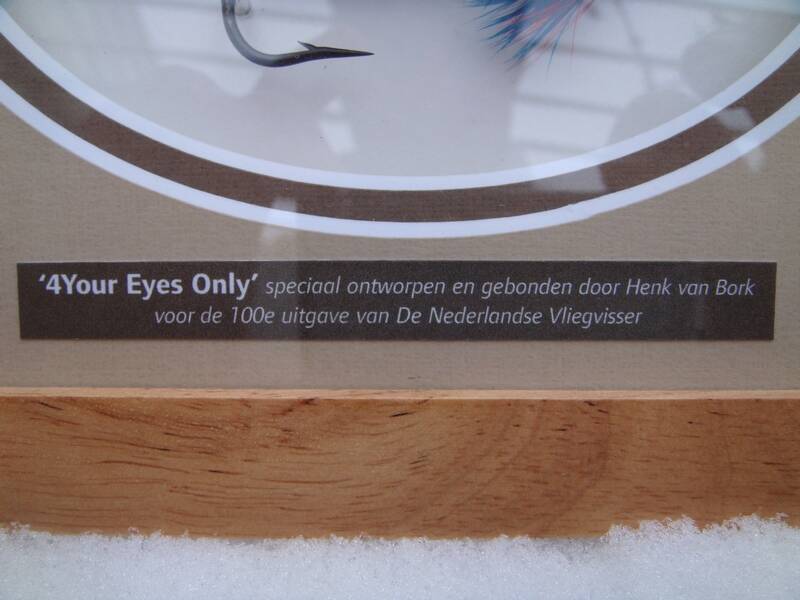 ‘4Your Eyes Only’ speciaal ontworpen en gebonden door Henk van Bork
voor de 100e uitgave van De Nederlandse Vliegvisser